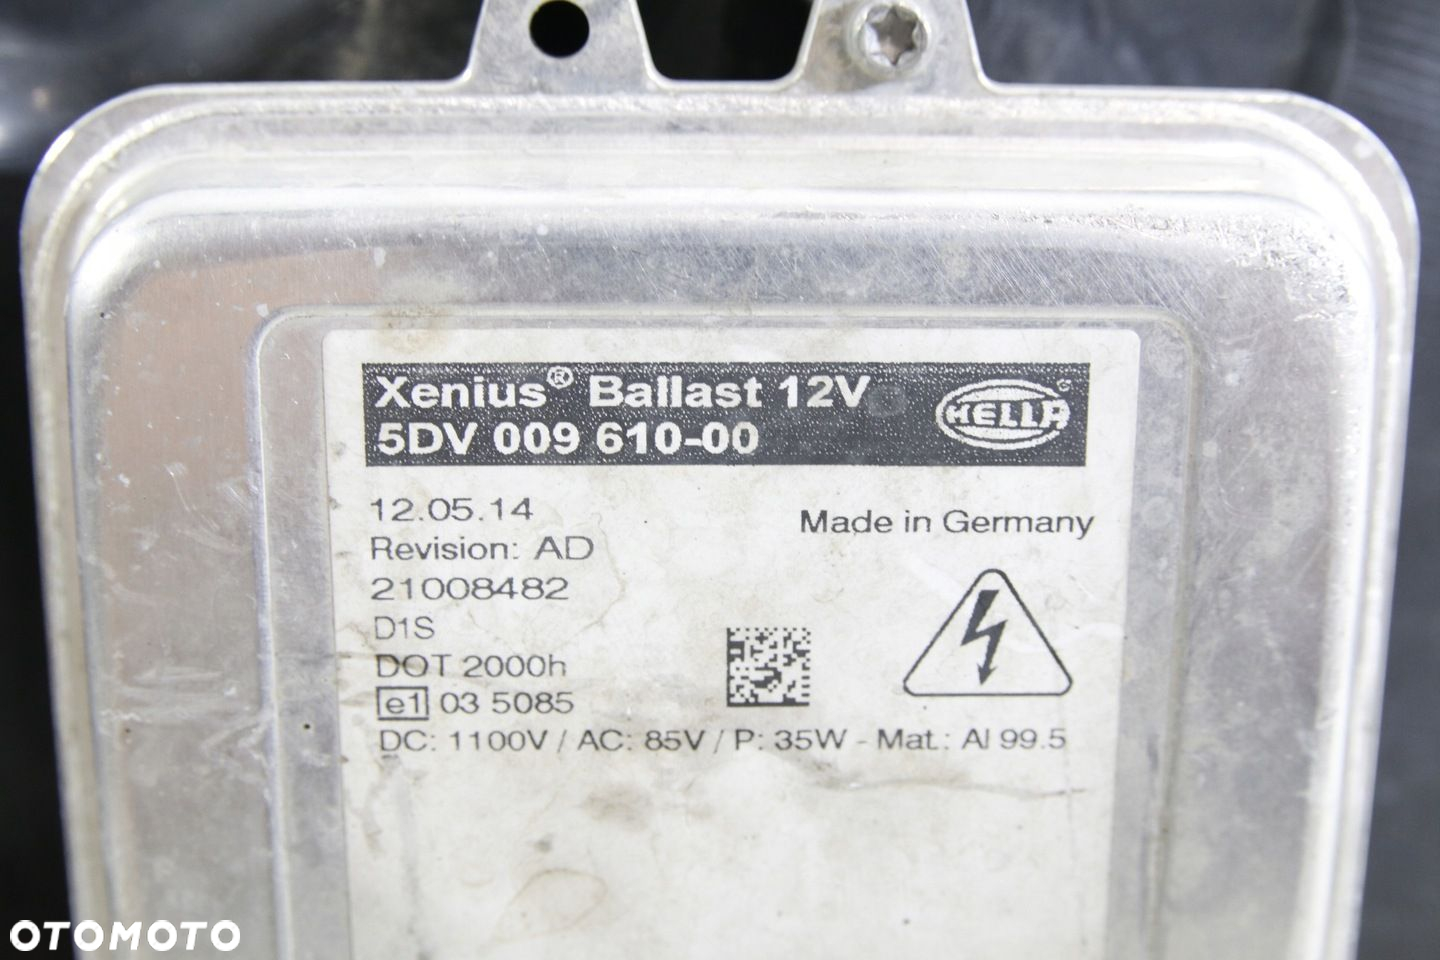 Xenius® Ballast 12V
5DV 009 610-00
HELLA
12.05.14
Made in Germany
Revision: AD
21008482
D1S
DOT 2000h
e1 03 5085
DC: 1100V / AC: 85V / P: 35W - Mat.: Al 99.5
OTOMOTO